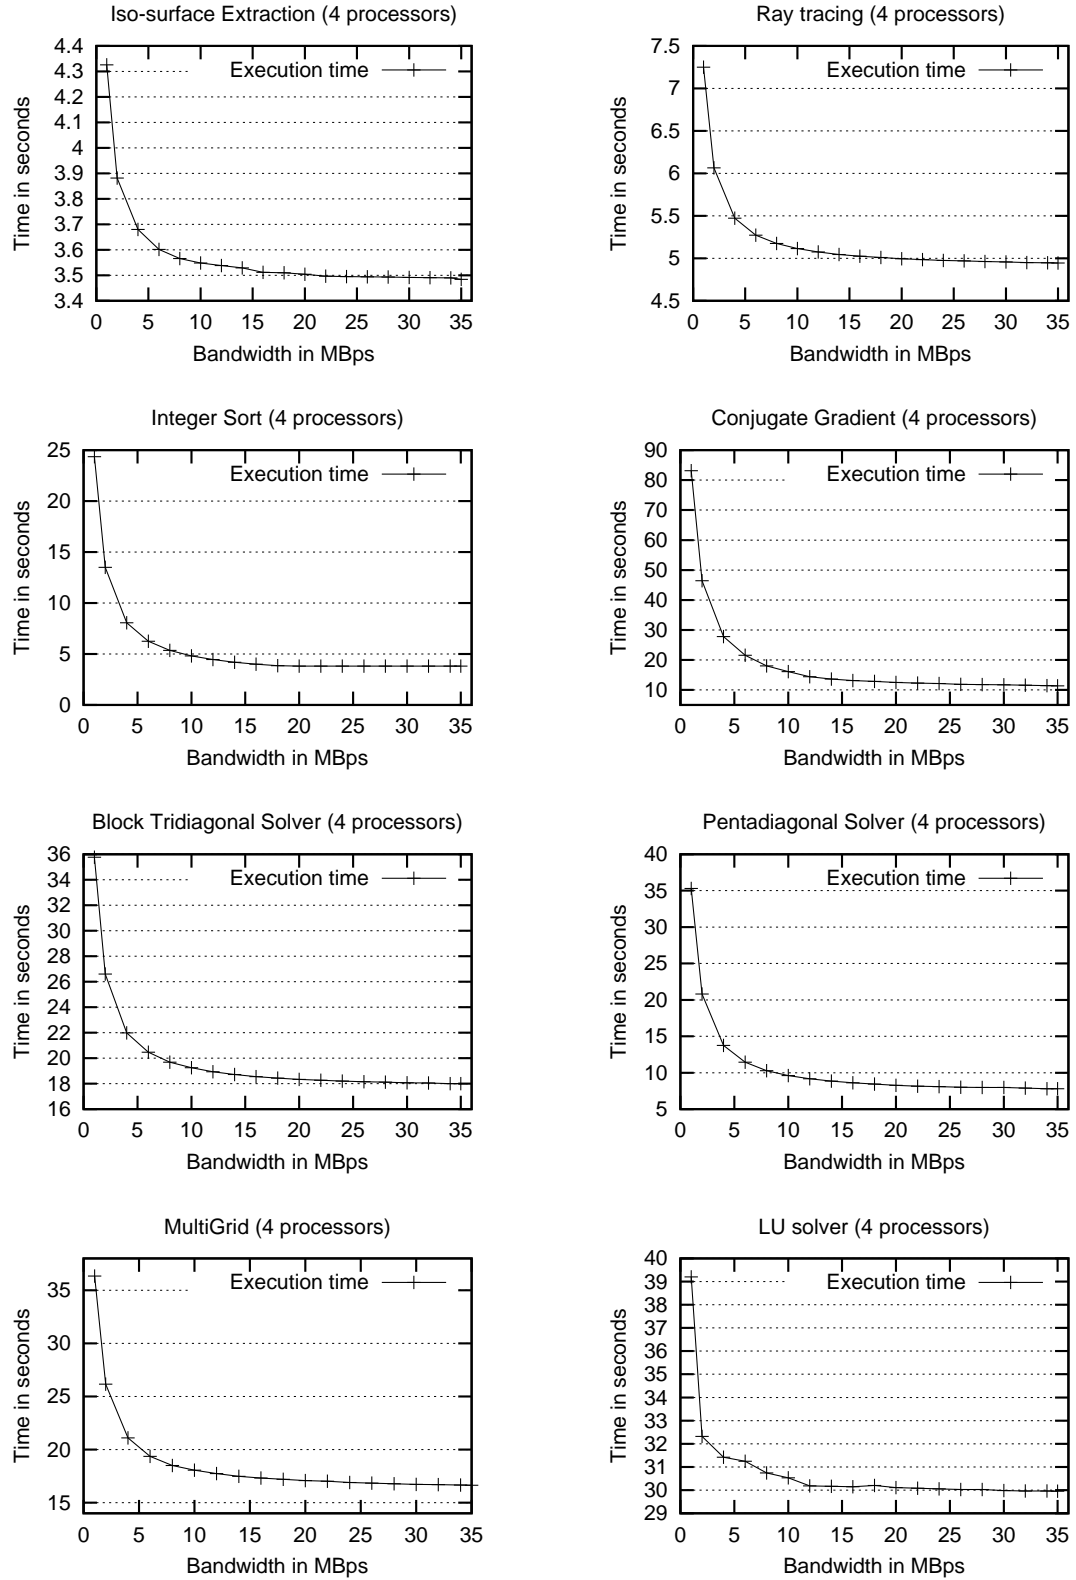 Iso-surface Extraction (4 processors)
Time in seconds
4.4
4.3
4.2
4.1
4
3.9
3.8
3.7
3.6
3.5
3.4
Execution time
0 5 10 15 20 25 30 35
Bandwidth in MBps
Ray tracing (4 processors)
Time in seconds
7.5
7
6.5
6
5.5
5
4.5
Execution time
0 5 10 15 20 25 30 35
Bandwidth in MBps
Integer Sort (4 processors)
Time in seconds
25
20
15
10
5
0
Execution time
0 5 10 15 20 25 30 35
Bandwidth in MBps
Conjugate Gradient (4 processors)
Time in seconds
90
80
70
60
50
40
30
20
10
Execution time
0 5 10 15 20 25 30 35
Bandwidth in MBps
Block Tridiagonal Solver (4 processors)
Time in seconds
36
34
32
30
28
26
24
22
20
18
16
Execution time
0 5 10 15 20 25 30 35
Bandwidth in MBps
Pentadiagonal Solver (4 processors)
Time in seconds
40
35
30
25
20
15
10
5
Execution time
0 5 10 15 20 25 30 35
Bandwidth in MBps
MultiGrid (4 processors)
Time in seconds
35
30
25
20
15
Execution time
0 5 10 15 20 25 30 35
Bandwidth in MBps
LU solver (4 processors)
Time in seconds
40
39
38
37
36
35
34
33
32
31
30
29
Execution time
0 5 10 15 20 25 30 35
Bandwidth in MBps